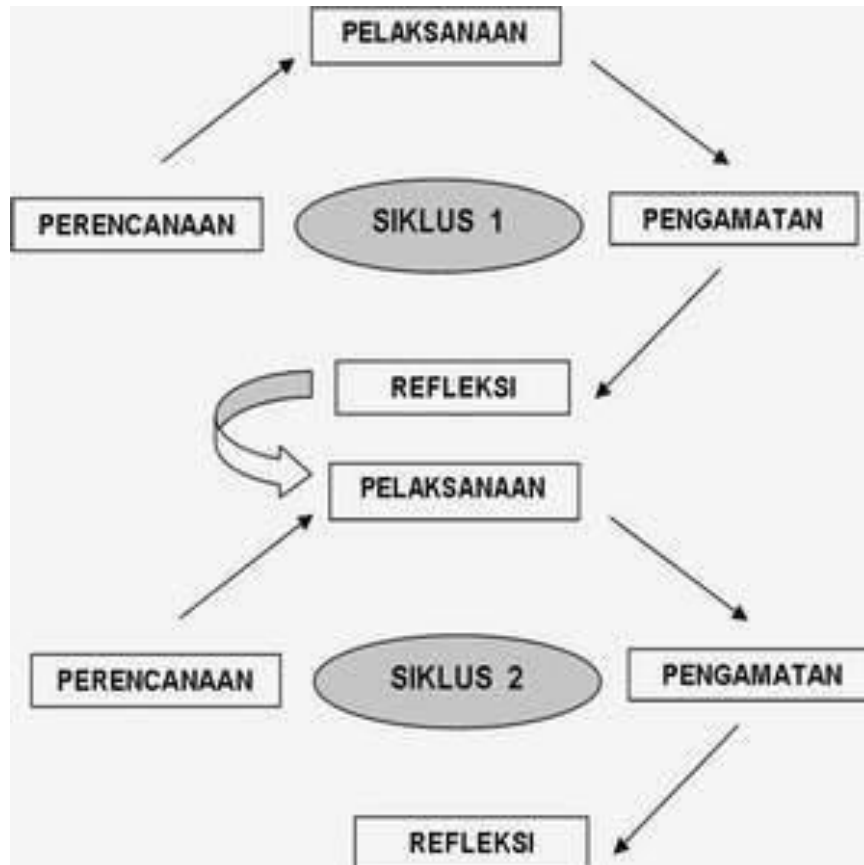 PELAKSANAAN
PERENCANAAN
SIKLUS 1
PENGAMATAN
REFLEKSI
PELAKSANAAN
PERENCANAAN
SIKLUS 2
PENGAMATAN
REFLEKSI